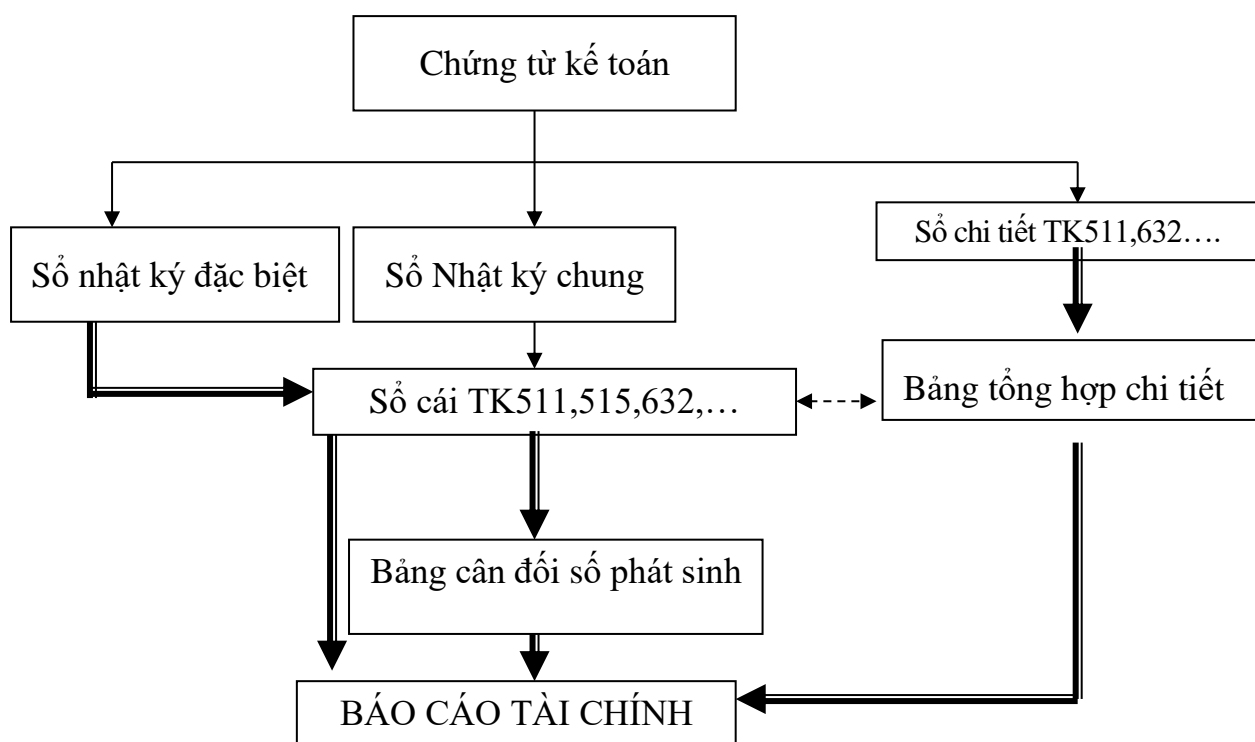 Chứng từ kế toán
Sổ nhật ký đặc biệt
Sổ Nhật ký chung
Sổ chi tiết TK511,632….
Sổ cái TK511,515,632,…
Bảng tổng hợp chi tiết
Bảng cân đối số phát sinh
BÁO CÁO TÀI CHÍNH